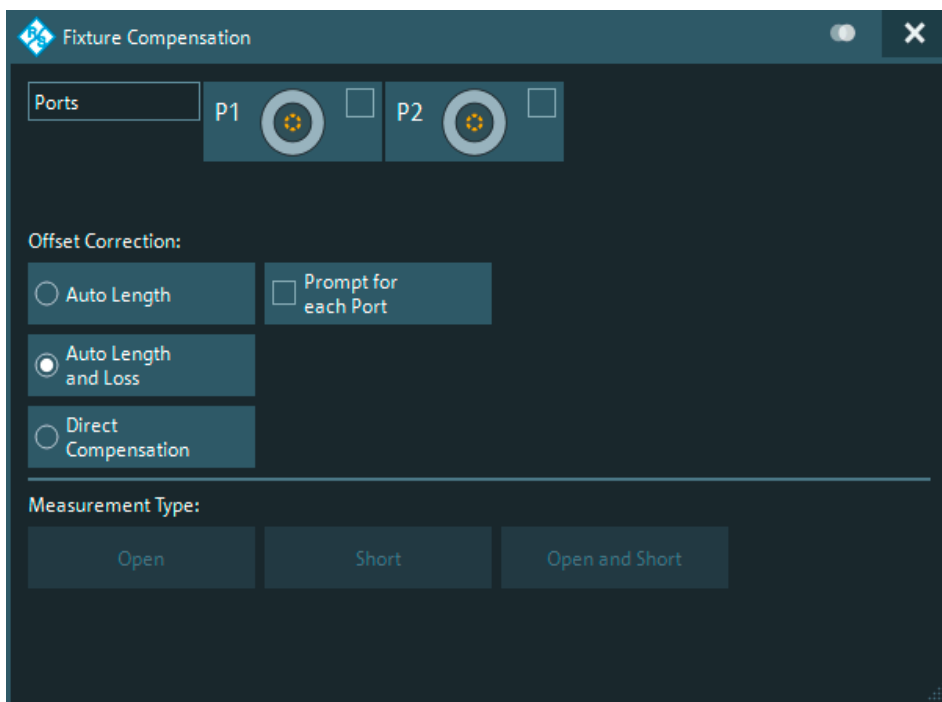 R&S Fixture Compensation
Ports
P1
P2
Offset Correction:
Auto Length
Prompt for
each Port
Auto Length
and Loss
Direct
Compensation
Measurement Type:
Open
Short
Open and Short